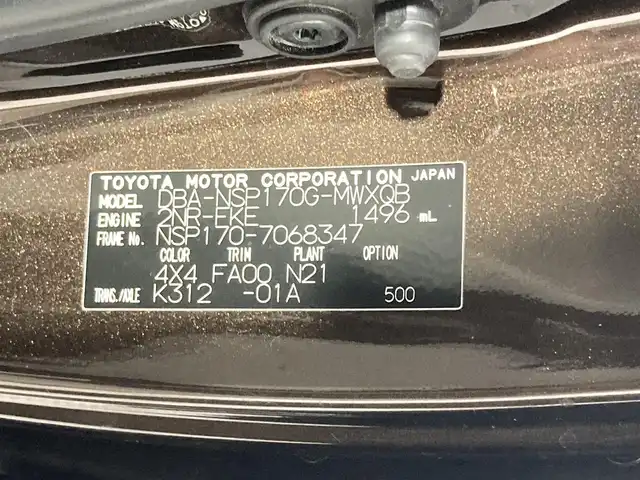 TOYOTA MOTOR CORPORATION JAPAN
MODEL DBA-NSP170G-MWXQB
ENGINE 2NR-FKE 1496 mL
FRAME No. NSP170-7068347
COLOR TRIM PLANT OPTION
4X4 FA00 N21
TRANS./AXLE K312 -01A 500